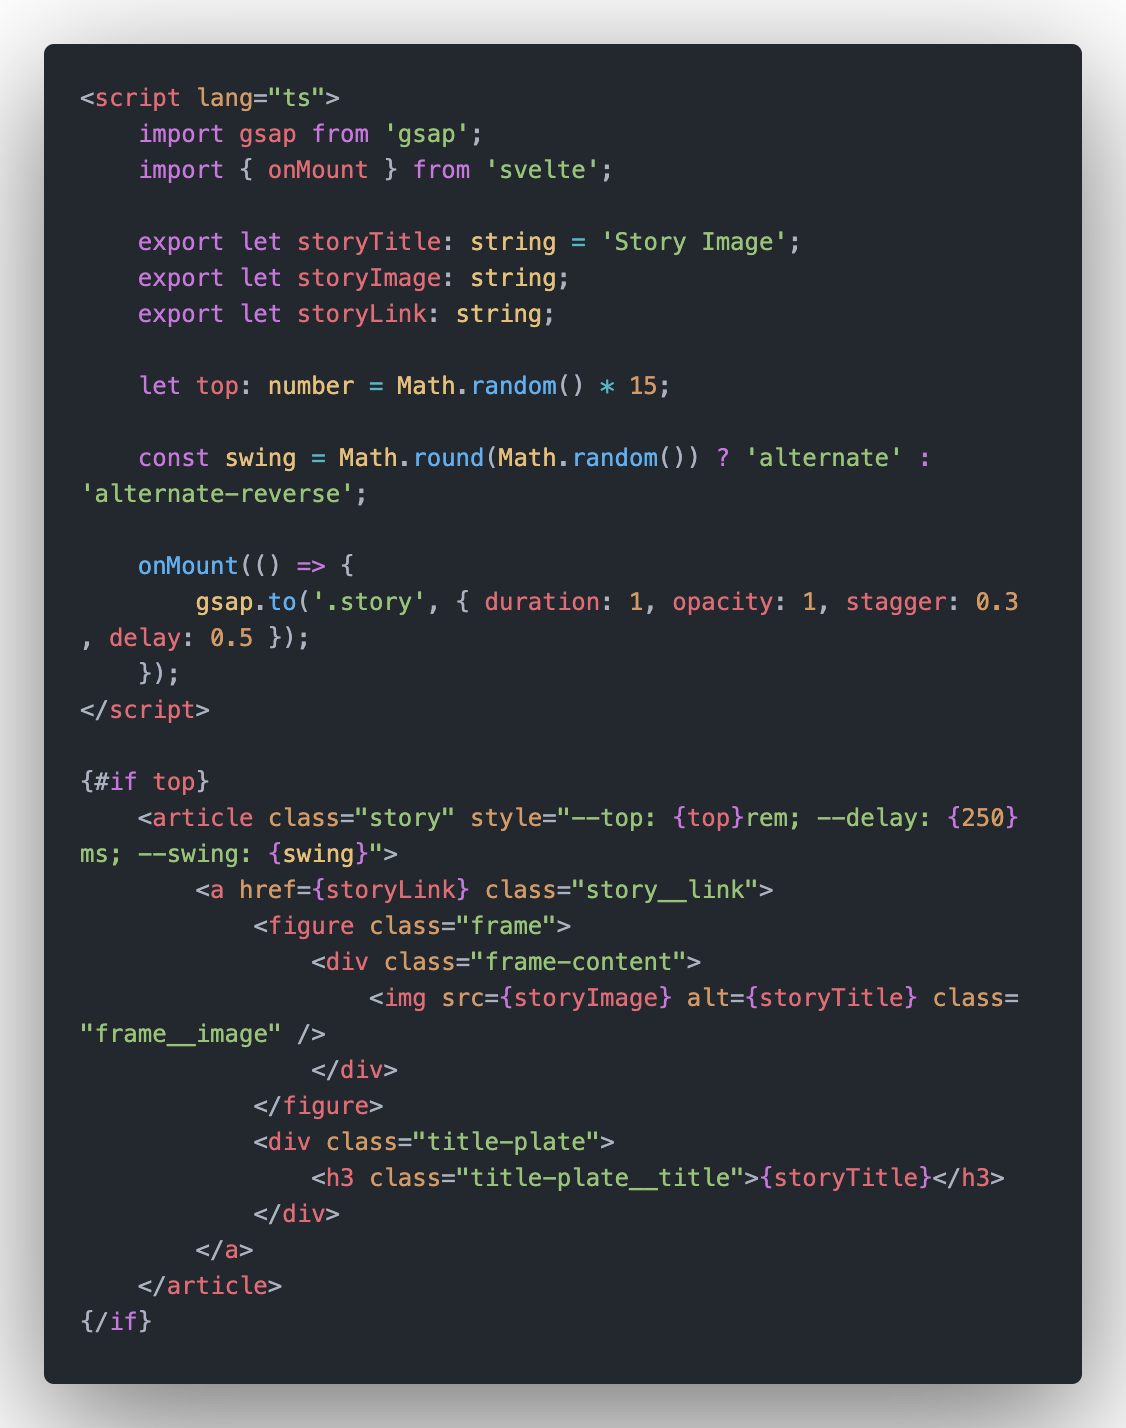 <script lang="ts">
    import gsap from 'gsap';
    import { onMount } from 'svelte';

    export let storyTitle: string = 'Story Image';
    export let storyImage: string;
    export let storyLink: string;

    let top: number = Math.random() * 15;

    const swing = Math.round(Math.random()) ? 'alternate' :
'alternate-reverse';

    onMount(() => {
        gsap.to('.story', { duration: 1, opacity: 1, stagger: 0.3
, delay: 0.5 });
    });
</script>

{#if top}
    <article class="story" style="--top: {top}rem; --delay: {250}
ms; --swing: {swing}">
        <a href={storyLink} class="story__link">
            <figure class="frame">
                <div class="frame-content">
                    <img src={storyImage} alt={storyTitle} class=
"frame__image" />
                </div>
            </figure>
            <div class="title-plate">
                <h3 class="title-plate__title">{storyTitle}</h3>
            </div>
        </a>
    </article>
{/if}